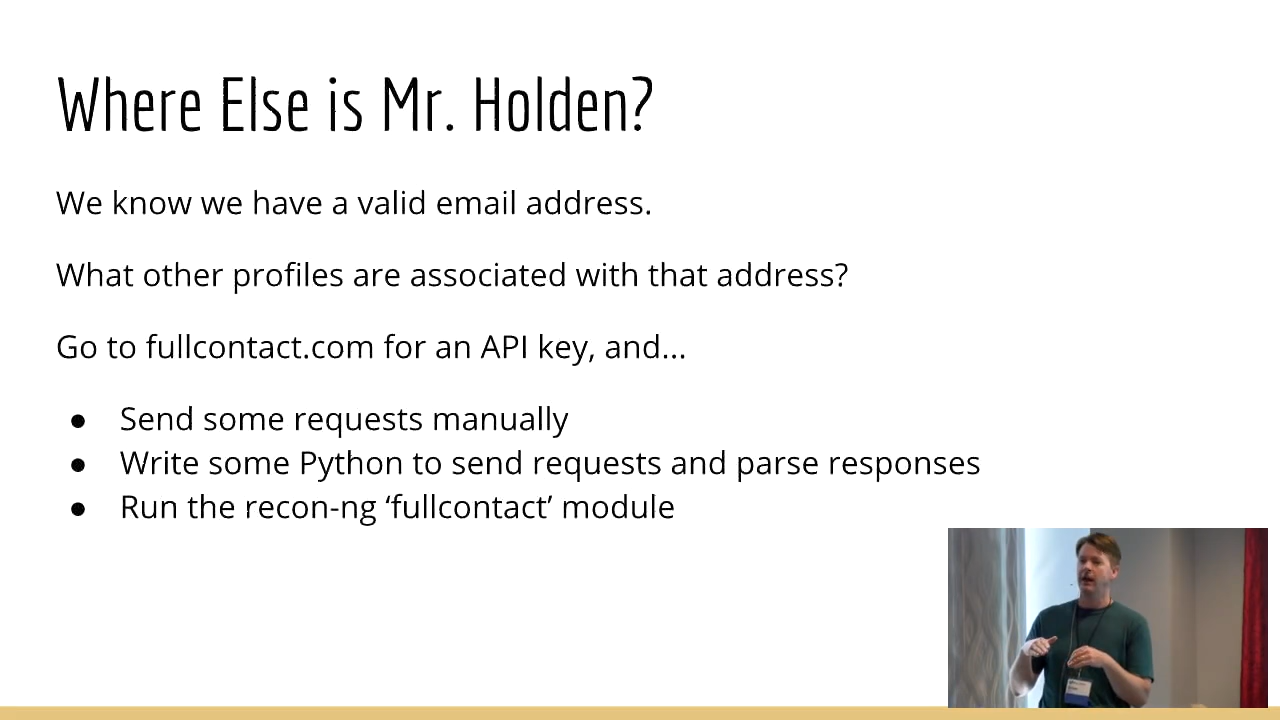 Where Else is Mr. Holden?
We know we have a valid email address.
What other profiles are associated with that address?
Go to fullcontact.com for an API key, and...
● Send some requests manually
● Write some Python to send requests and parse responses
● Run the recon-ng ‘fullcontact’ module